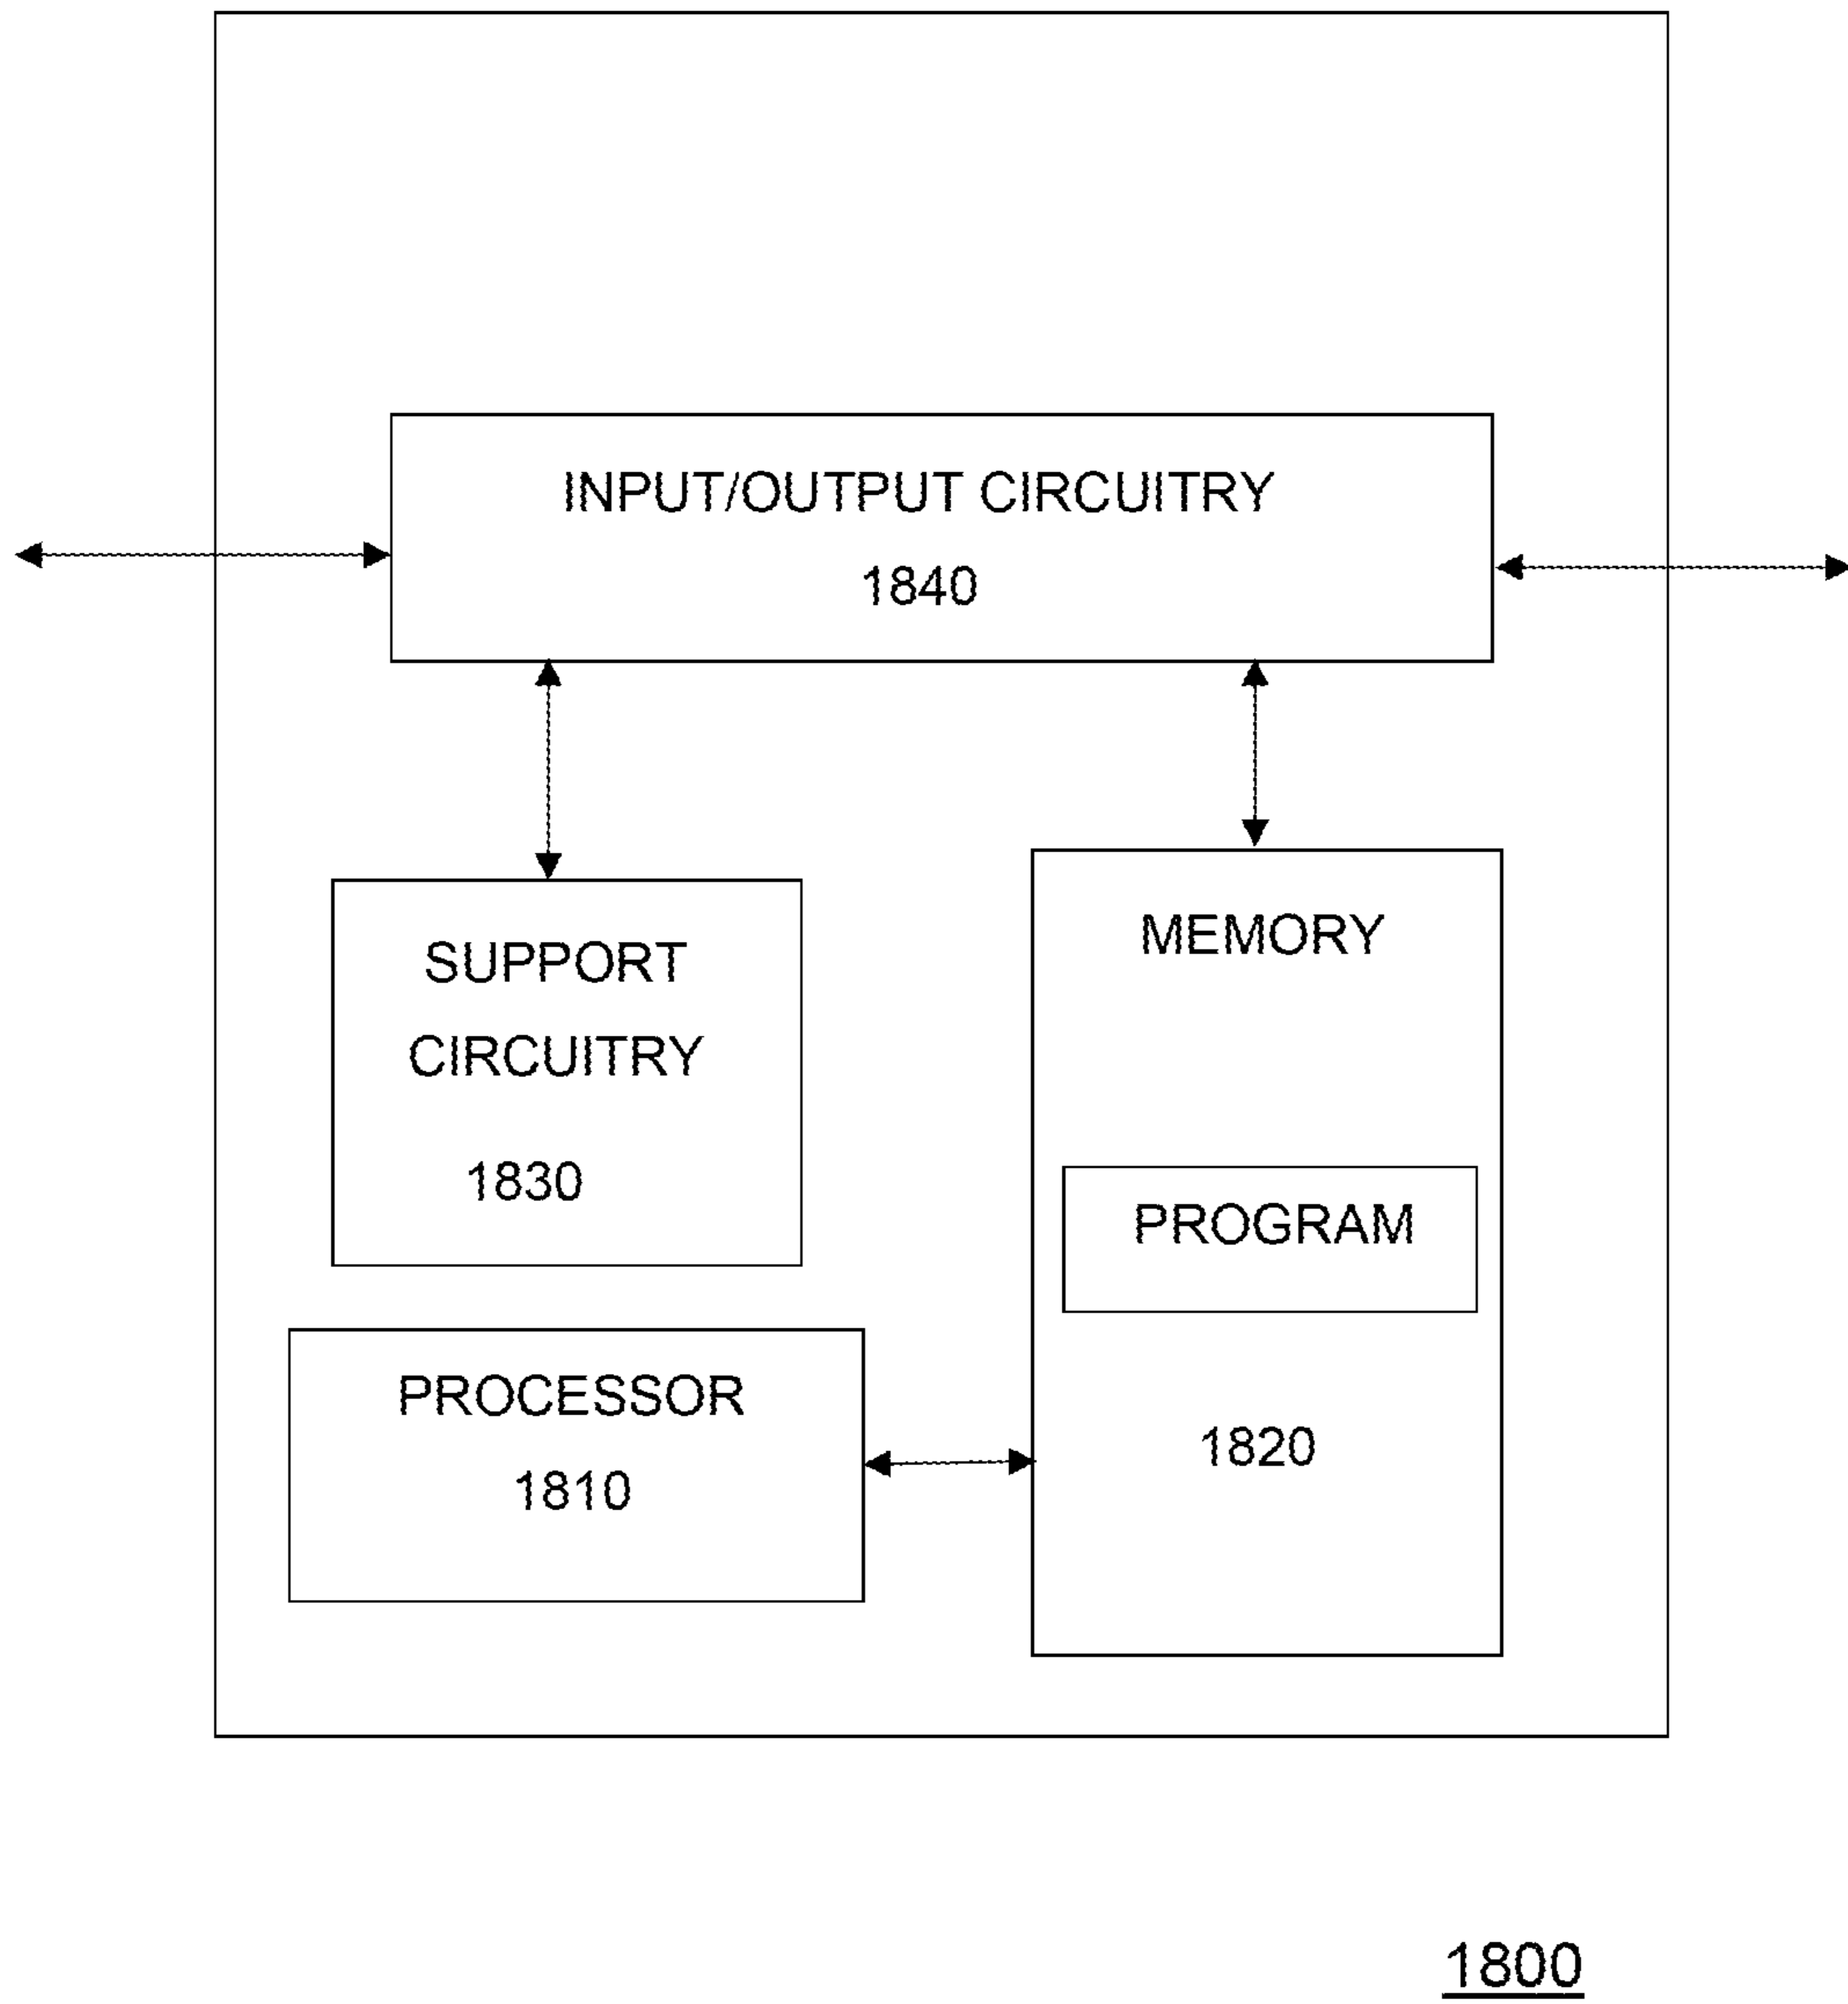 INPUT/OUTPUT CIRCUITRY
1840
SUPPORT
CIRCUITRY
1830
MEMORY
PROGRAM
1820
PROCESSOR
1810
1800